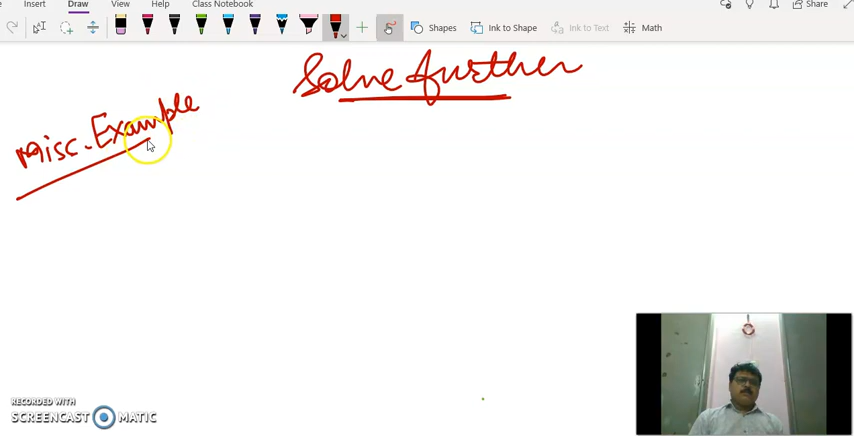 Insert Draw View Help Class Notebook Share
Shapes Ink to Shape Ink to Text Math
Solve further
Misc. Example
RECORDED WITH
SCREENCAST MATIC